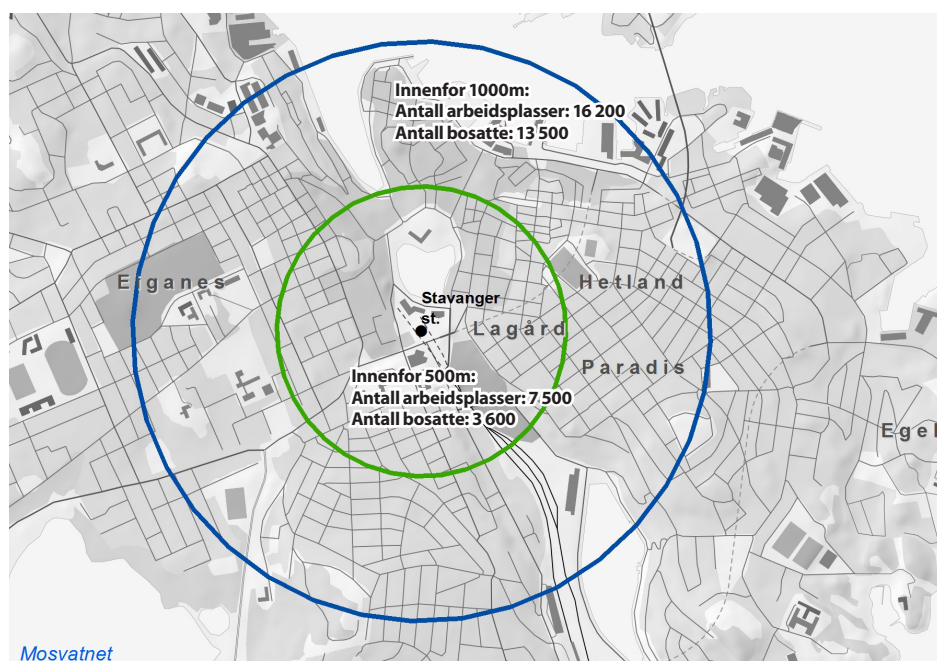 Innenfor 1000m:
Antall arbeidsplasser: 16 200
Antall bosatte: 13 500
Eiganes
Hetland
Stavanger
st.
Lagård
Paradis
Innenfor 500m:
Antall arbeidsplasser: 7 500
Antall bosatte: 3 600
Egel
Mosvatnet